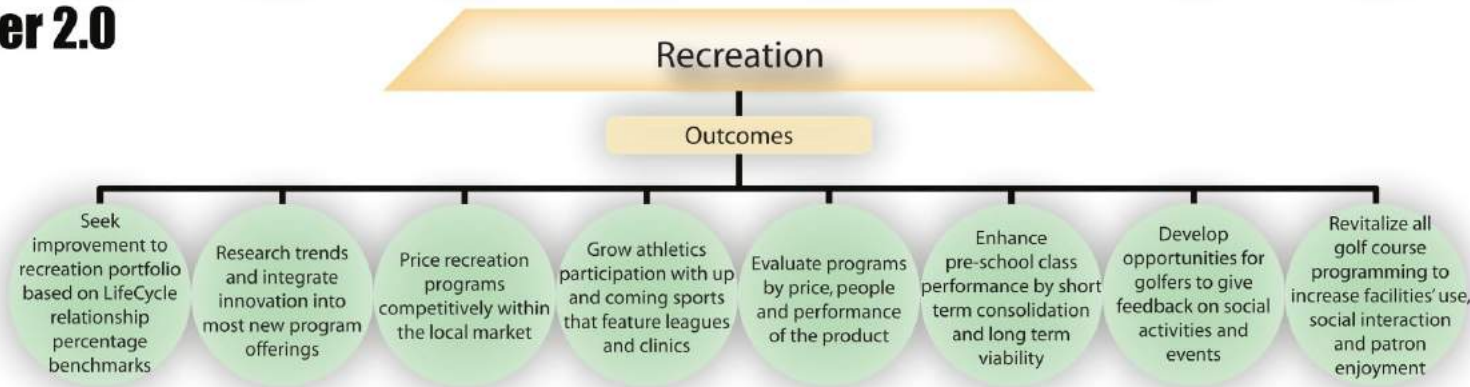 er 2.0
Recreation
Outcomes
Seek
improvement to
recreation portfolio
based on LifeCycle
relationship
percentage
benchmarks
Research trends
and integrate
innovation into
most new program
offerings
Price recreation
programs
competitively within
the local market
Grow athletics
participation with up
and coming sports
that feature leagues
and clinics
Evaluate programs
by price, people
and performance
of the product
Enhance
pre-school class
performance by short
term consolidation
and long term
viability
Develop
opportunities for
golfers to give
feedback on social
activities and
events
Revitalize all
golf course
programming to
increase facilities' use,
social interaction
and patron
enjoyment